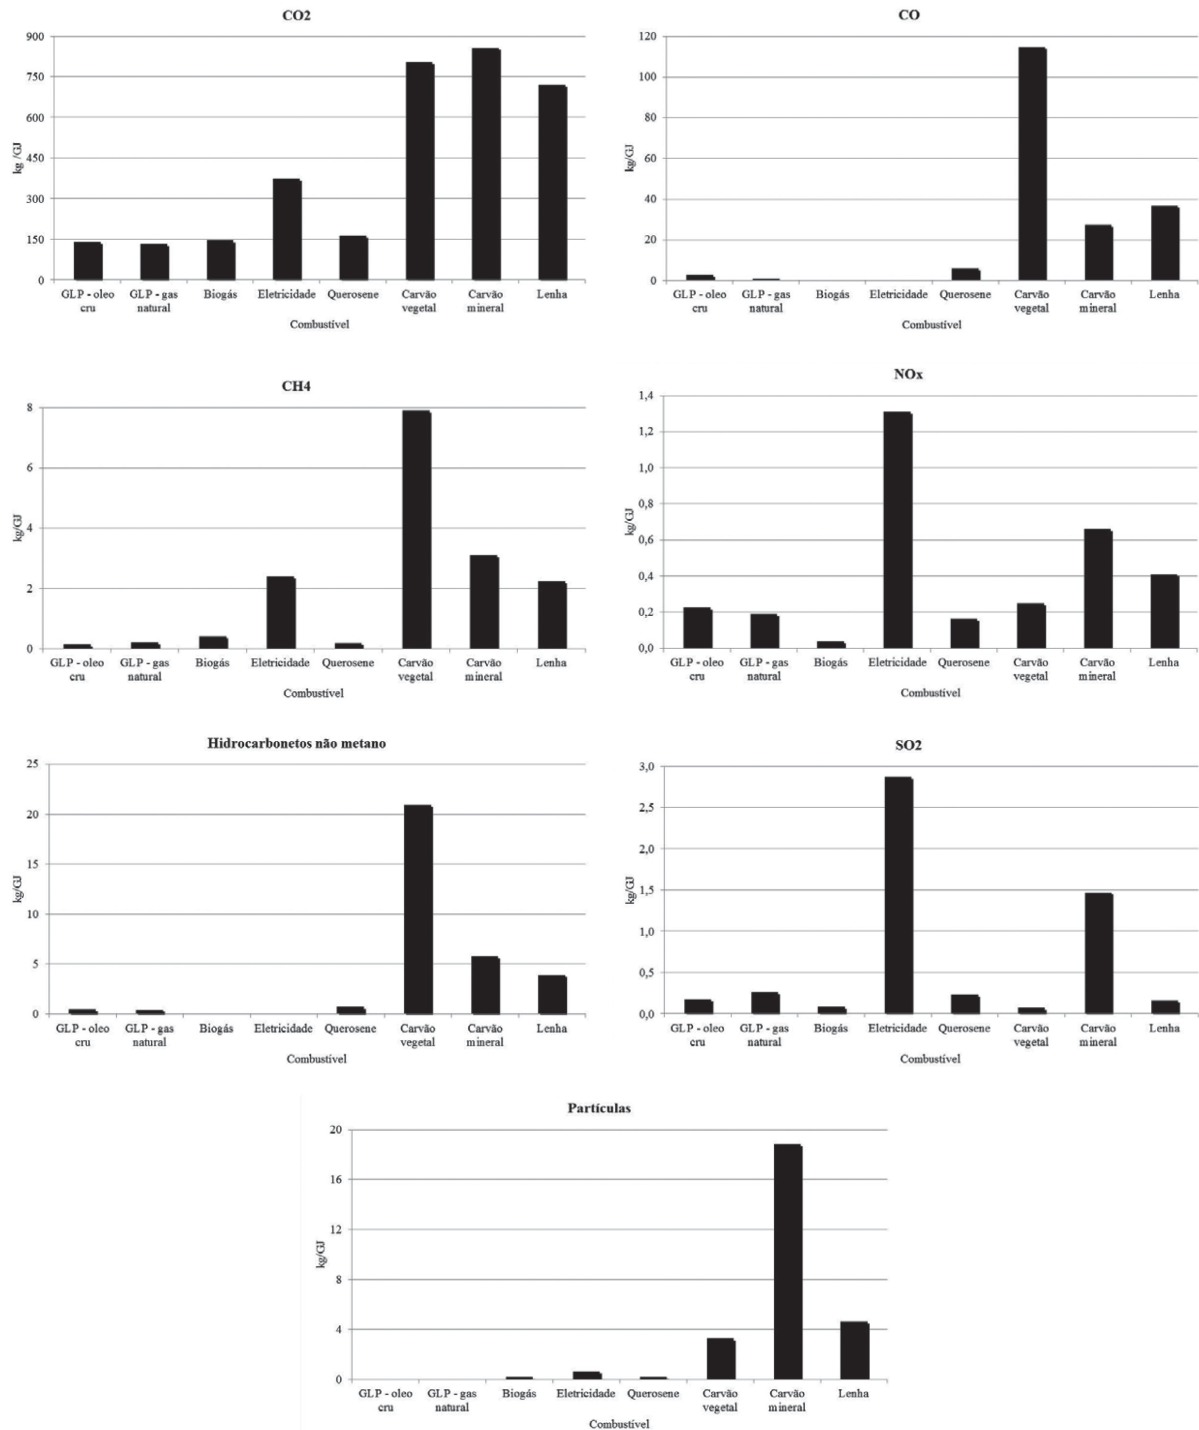 CO2
900
750
600
450
300
150
0
kg /GJ
GLP - oleo cru
GLP - gas natural
Biogás
Eletricidade
Querosene
Carvão vegetal
Carvão mineral
Lenha
Combustível
CO
120
100
80
60
40
20
0
kg/GJ
GLP - oleo cru
GLP - gas natural
Biogás
Eletricidade
Querosene
Carvão vegetal
Carvão mineral
Lenha
Combustível
CH4
8
6
4
2
0
kg/GJ
GLP - oleo cru
GLP - gas natural
Biogás
Eletricidade
Querosene
Carvão vegetal
Carvão mineral
Lenha
Combustível
NOx
1,4
1,2
1,0
0,8
0,6
0,4
0,2
0,0
kg/GJ
GLP - oleo cru
GLP - gas natural
Biogás
Eletricidade
Querosene
Carvão vegetal
Carvão mineral
Lenha
Combustível
Hidrocarbonetos não metano
25
20
15
10
5
0
kg/GJ
GLP - oleo cru
GLP - gas natural
Biogás
Eletricidade
Querosene
Carvão vegetal
Carvão mineral
Lenha
Combustível
SO2
3,0
2,5
2,0
1,5
1,0
0,5
0,0
kg/GJ
GLP - oleo cru
GLP - gas natural
Biogás
Eletricidade
Querosene
Carvão vegetal
Carvão mineral
Lenha
Combustível
Partículas
20
16
12
8
4
0
kg/GJ
GLP - oleo cru
GLP - gas natural
Biogás
Eletricidade
Querosene
Carvão vegetal
Carvão mineral
Lenha
Combustível